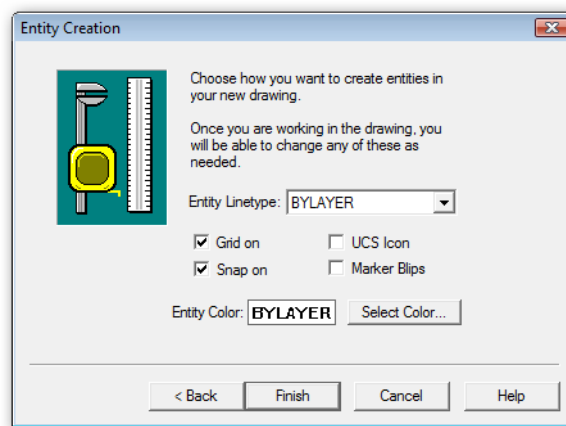 Entity Creation
Choose how you want to create entities in
your new drawing.
Once you are working in the drawing, you
will be able to change any of these as
needed.
Entity Linetype: BYLAYER
Grid on UCS Icon
Snap on Marker Blips
Entity Color: BYLAYER Select Color...
< Back Finish Cancel Help